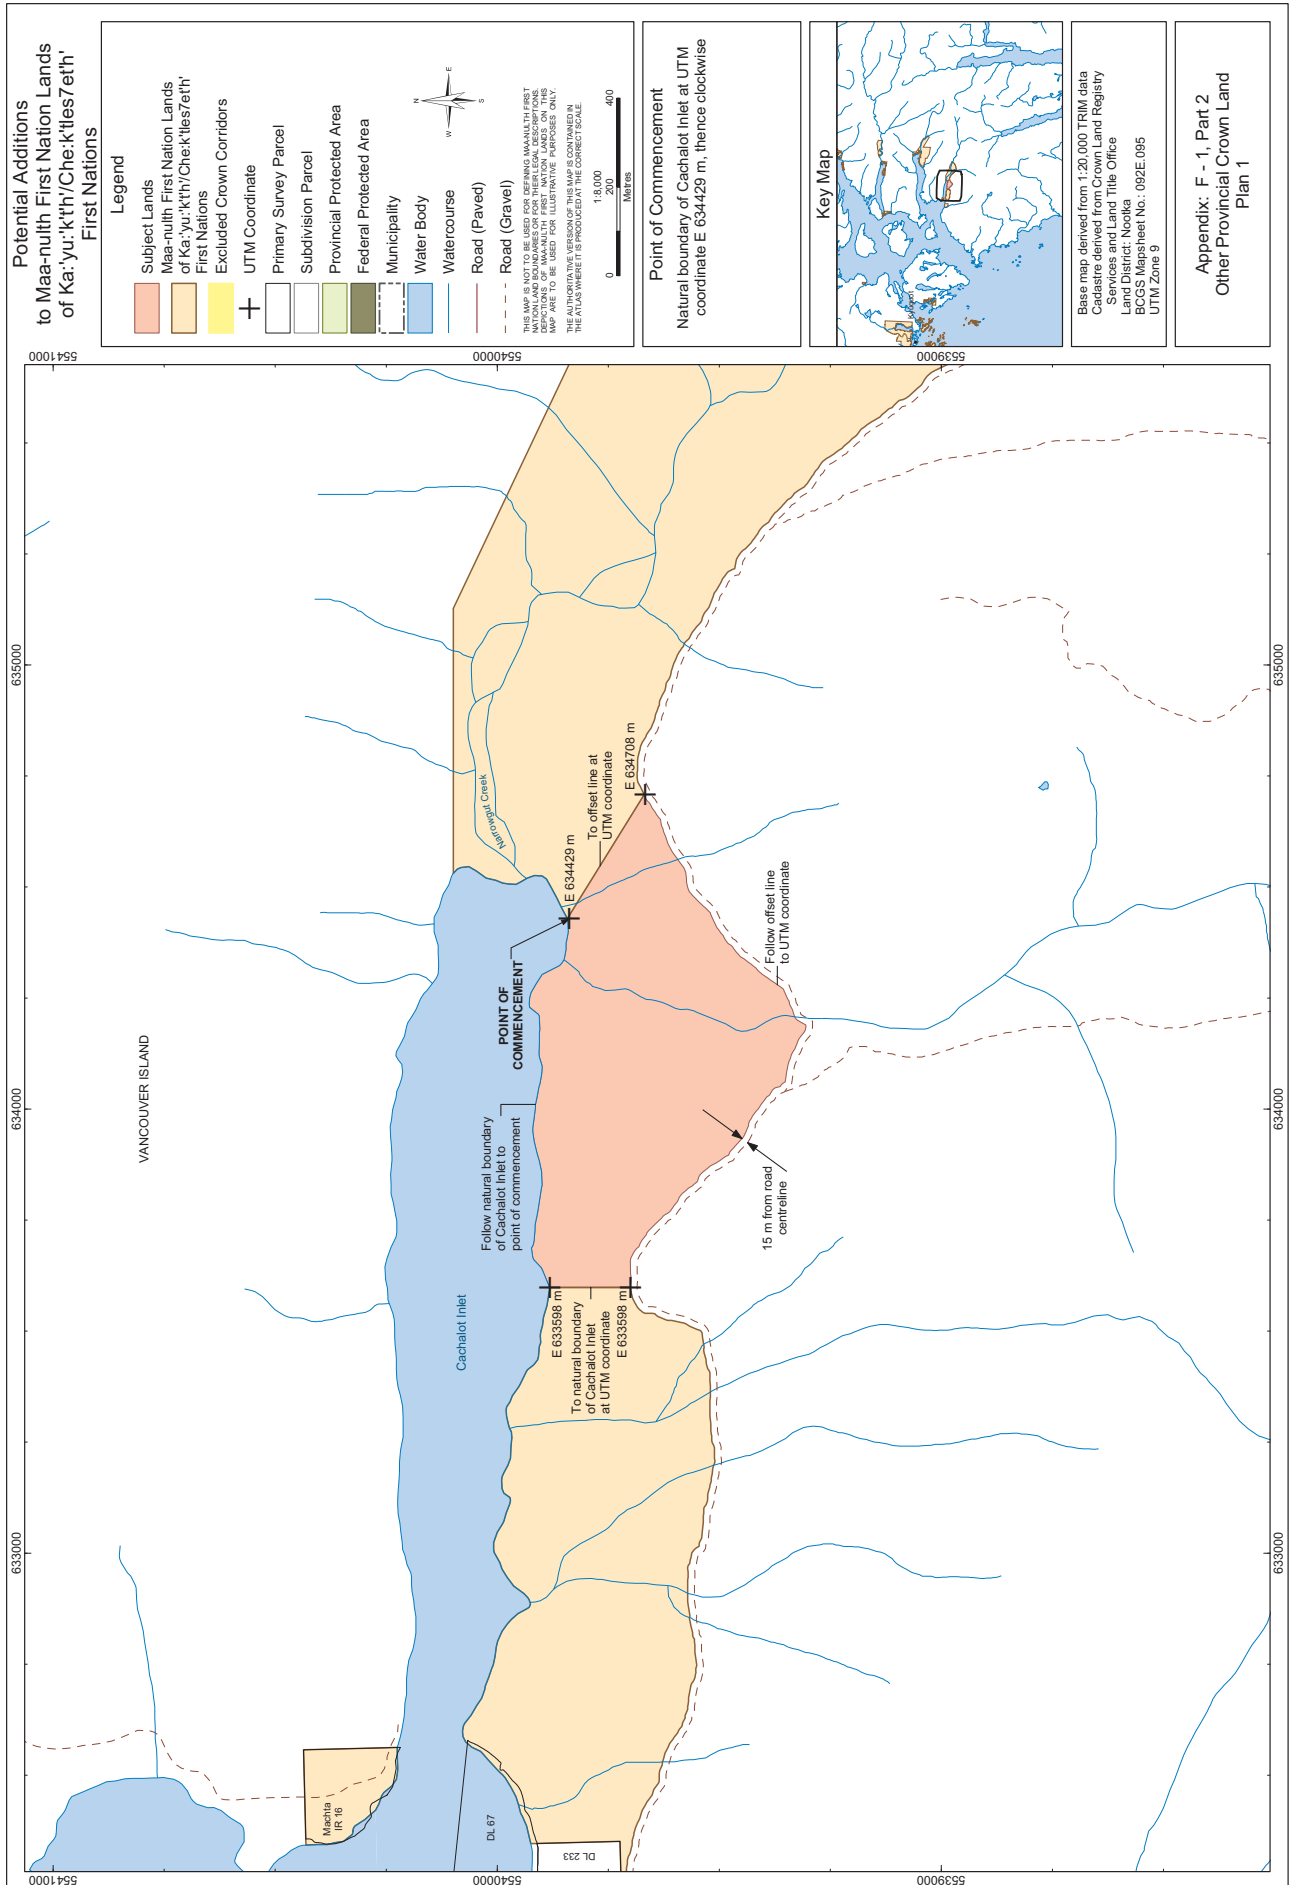 Potential Additions
to Maa-nulth First Nation Lands
of Ka:'yu:'k't'h'/Che:k'tles7et'h'
First Nations
Legend
Subject Lands
Maa-nulth First Nation Lands
of Ka:'yu:'k't'h'/Che:k'tles7et'h'
First Nations
Excluded Crown Corridors
UTM Coordinate
Primary Survey Parcel
Subdivision Parcel
Provincial Protected Area
Federal Protected Area
Municipality
Water Body
Watercourse
Road (Paved)
Road (Gravel)
N
W
E
S
THIS MAP IS NOT TO BE USED FOR DEFINING MAA-NULTH FIRST
NATION LAND BOUNDARIES OR FOR THEIR LEGAL DESCRIPTIONS.
DEPICTIONS OF MAA-NULTH FIRST NATION LANDS ON THIS
MAP ARE TO BE USED FOR ILLUSTRATIVE PURPOSES ONLY.
THE AUTHORITATIVE VERSION OF THIS MAP IS CONTAINED IN
THE ATLAS WHERE IT IS PRODUCED AT THE CORRECT SCALE.
1:8,000
0 200 400
Metres
Point of Commencement
Natural boundary of Cachalot Inlet at UTM
coordinate E 634429 m, thence clockwise
Key Map
Kyuquot
Base map derived from 1:20,000 TRIM data
Cadastre derived from Crown Land Registry
Services and Land Title Office
Land District: Nootka
BCGS Mapsheet No.: 092E.095
UTM Zone 9
Appendix: F - 1, Part 2
Other Provincial Crown Land
Plan 1
633000
634000
635000
5541000
5541000
5540000
5540000
5539000
5539000
633000
634000
635000
VANCOUVER ISLAND
Machta
IR 16
DL 67
DL 233
Cachalot Inlet
Narrowgut Creek
Follow natural boundary
of Cachalot Inlet to
point of commencement
POINT OF
COMMENCEMENT
E 634429 m
To offset line at
UTM coordinate
E 634708 m
E 633598 m
To natural boundary
of Cachalot Inlet
at UTM coordinate
E 633598 m
15 m from road
centreline
Follow offset line
to UTM coordinate